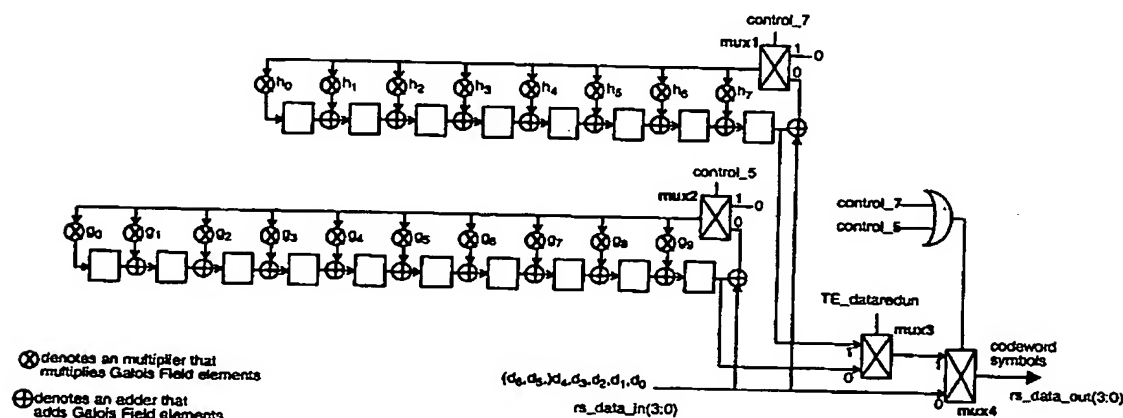 control_7
mux1
1
0
0
h0 h1 h2 h3 h4 h5 h6 h7
control_5
mux2
1
0
0
g0 g1 g2 g3 g4 g5 g6 g7 g8 g9
control_7
control_5
TE_dataredun
mux3
1
0
1
0
mux4
codeword
symbols
rs_data_out(3:0)
{d6,d5,}d4,d3,d2,d1,d0
rs_data_in(3:0)
⊗ denotes an multiplier that
multiplies Galois Field elements
⊕ denotes an adder that
adds Galois Field elements